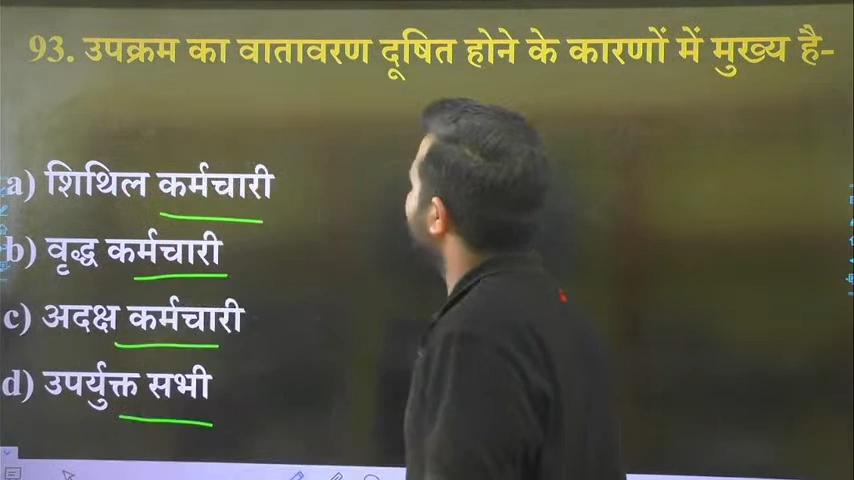 93. उपक्रम का वातावरण दूषित होने के कारणों में मुख्य है-
a) शिथिल कर्मचारी
b) वृद्ध कर्मचारी
c) अदक्ष कर्मचारी
d) उपर्युक्त सभी